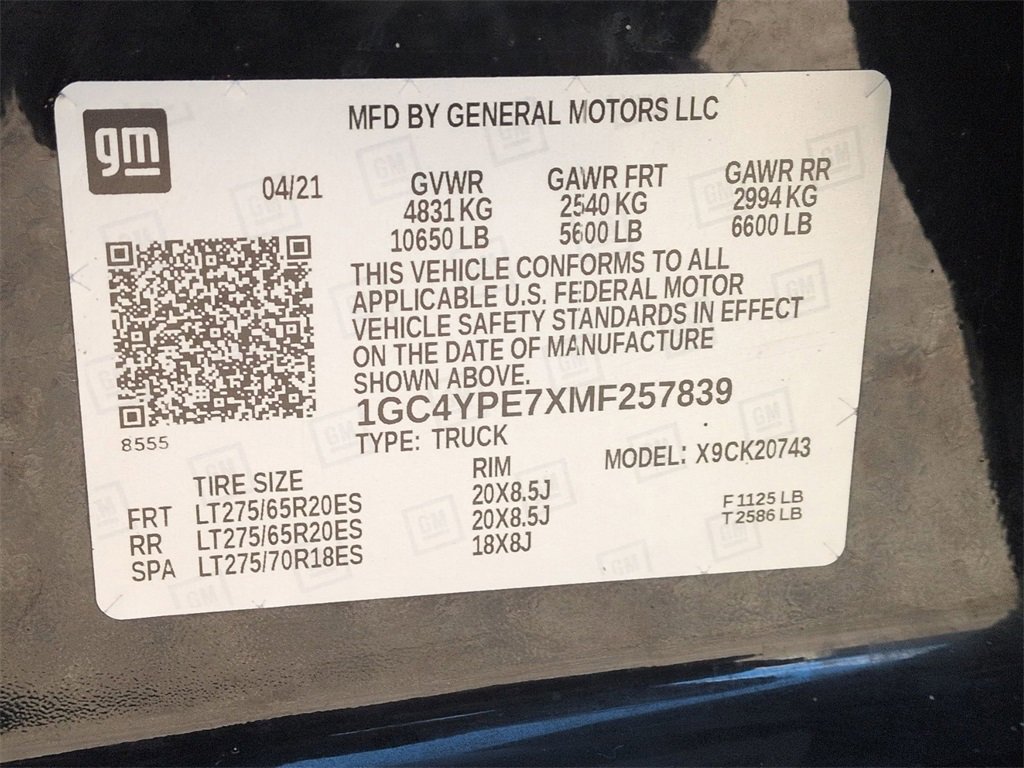 gm
MFD BY GENERAL MOTORS LLC
04/21
GVWR GAWR FRT GAWR RR
4831 KG 2540 KG 2994 KG
10650 LB 5600 LB 6600 LB
THIS VEHICLE CONFORMS TO ALL
APPLICABLE U.S. FEDERAL MOTOR
VEHICLE SAFETY STANDARDS IN EFFECT
ON THE DATE OF MANUFACTURE
SHOWN ABOVE.
1GC4YPE7XMF257839
8555
TYPE: TRUCK
MODEL: X9CK20743
TIRE SIZE RIM
FRT LT275/65R20ES 20X8.5J
RR LT275/65R20ES 20X8.5J
SPA LT275/70R18ES 18X8J
F 1125 LB
T 2586 LB